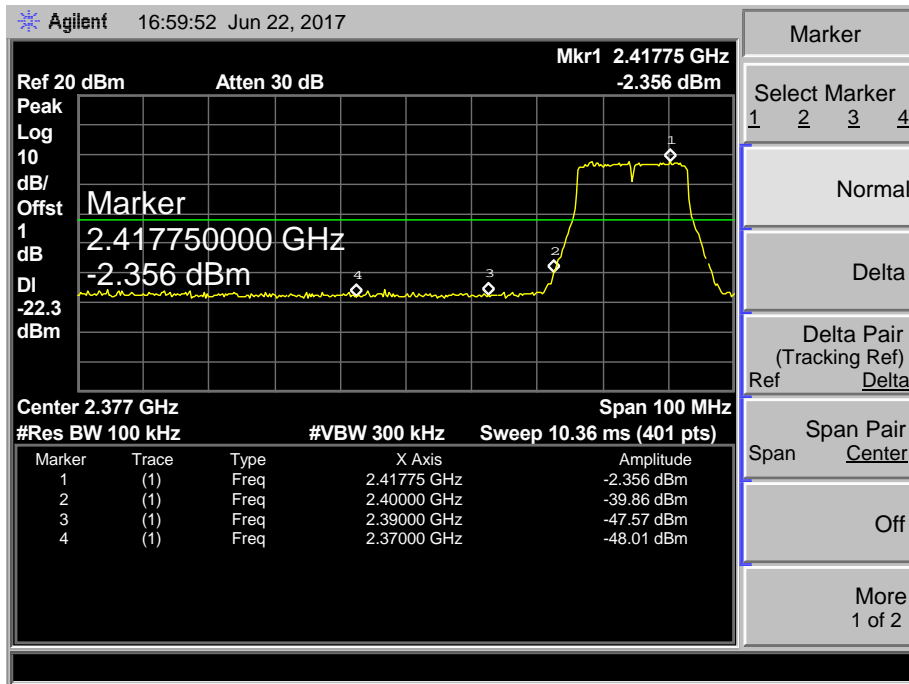 Agilent 16:59:52 Jun 22, 2017
Mkr1 2.41775 GHz
Ref 20 dBm Atten 30 dB -2.356 dBm
Peak
Log
10
dB/
Offst
1
dB
DI
-22.3
dBm
Marker
2.417750000 GHz
-2.356 dBm
1
2
3
4
Center 2.377 GHz Span 100 MHz
#Res BW 100 kHz #VBW 300 kHz Sweep 10.36 ms (401 pts)
Marker Trace Type X Axis Amplitude
1 (1) Freq 2.41775 GHz -2.356 dBm
2 (1) Freq 2.40000 GHz -39.86 dBm
3 (1) Freq 2.39000 GHz -47.57 dBm
4 (1) Freq 2.37000 GHz -48.01 dBm
Marker
Select Marker
1 2 3 4
Normal
Delta
Delta Pair
(Tracking Ref)
Ref Delta
Span Pair
Span Center
Off
More
1 of 2